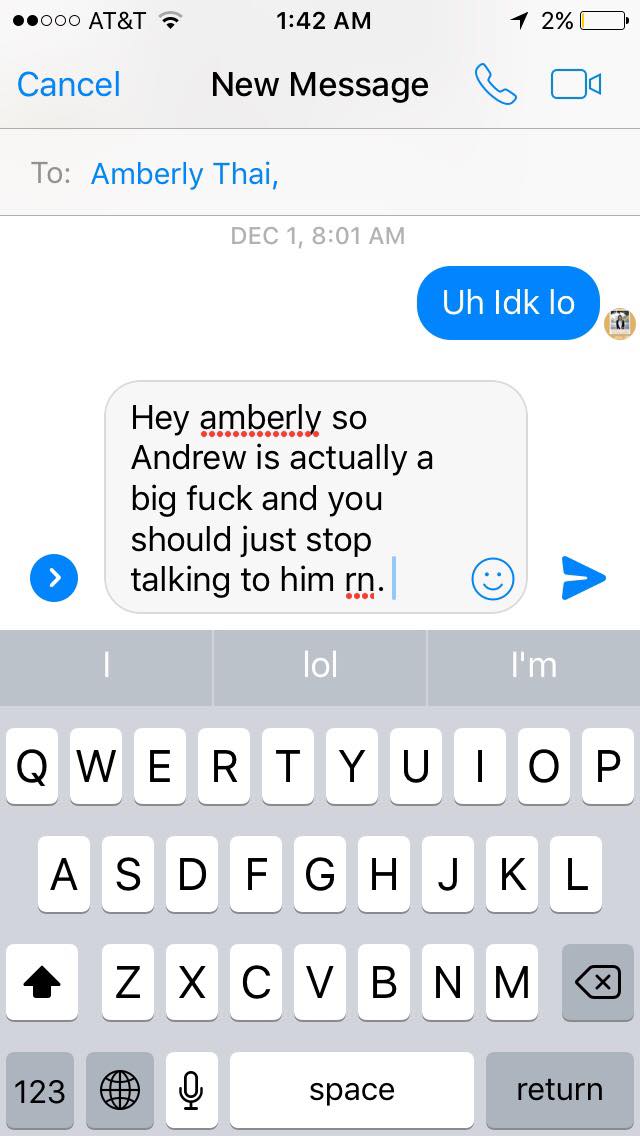 AT&T 1:42 AM 2%
Cancel New Message
To: Amberly Thai,
DEC 1, 8:01 AM
Uh Idk lo
Hey amberly so
Andrew is actually a
big fuck and you
should just stop
talking to him rn.
I lol I'm
Q W E R T Y U I O P
A S D F G H J K L
Z X C V B N M
123 space return